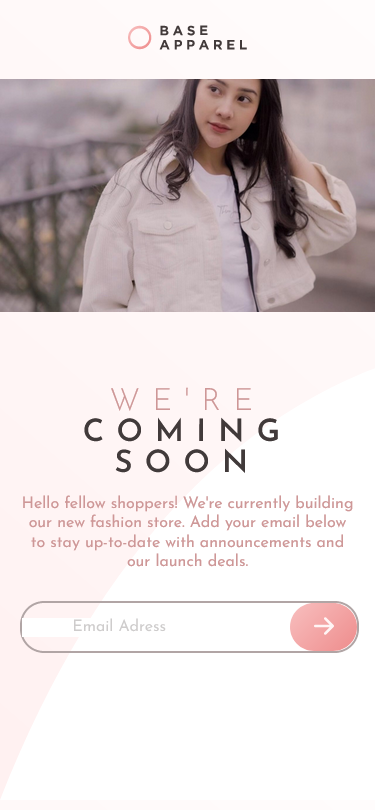 BASE
APPAREL
WE'RE
COMING
SOON
Hello fellow shoppers! We're currently building
our new fashion store. Add your email below
to stay up-to-date with announcements and
our launch deals.
Email Adress